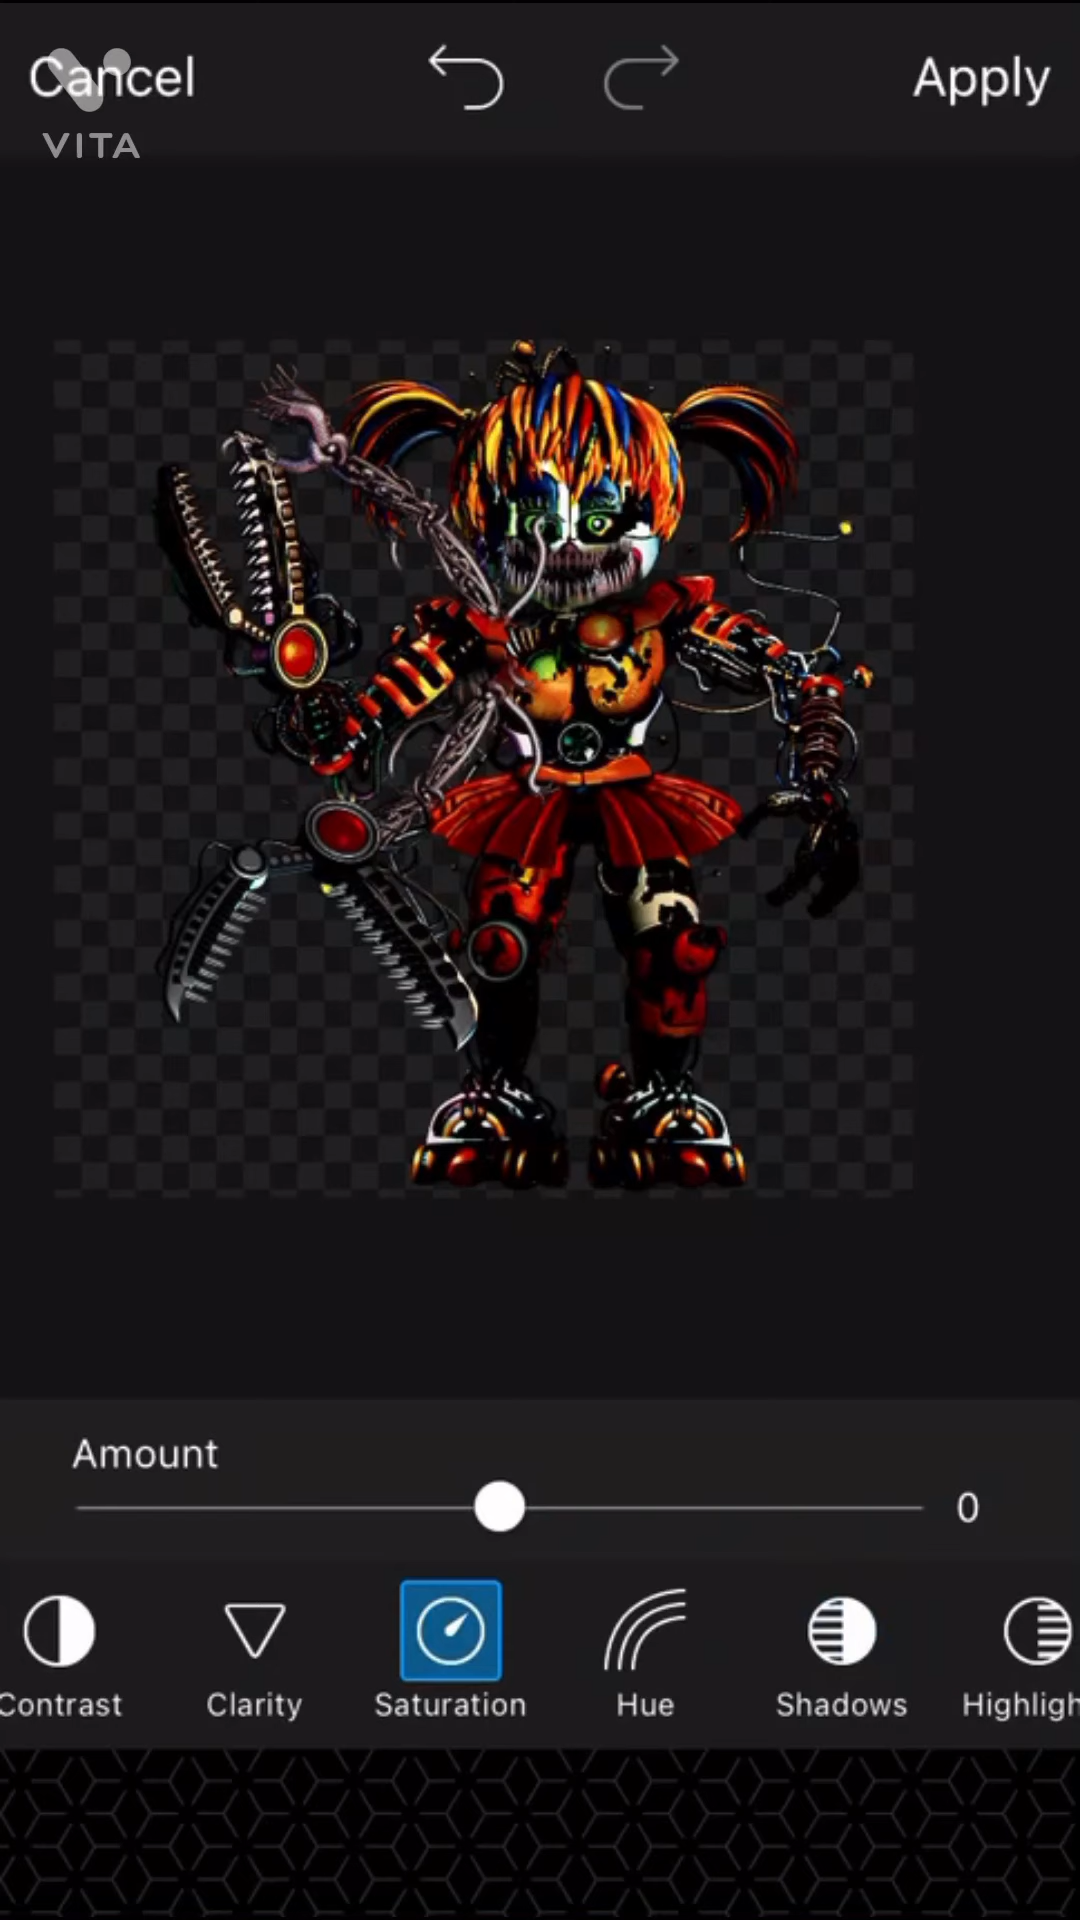 Cancel
Apply
VITA
Amount
0
Contrast
Clarity
Saturation
Hue
Shadows
Highligh